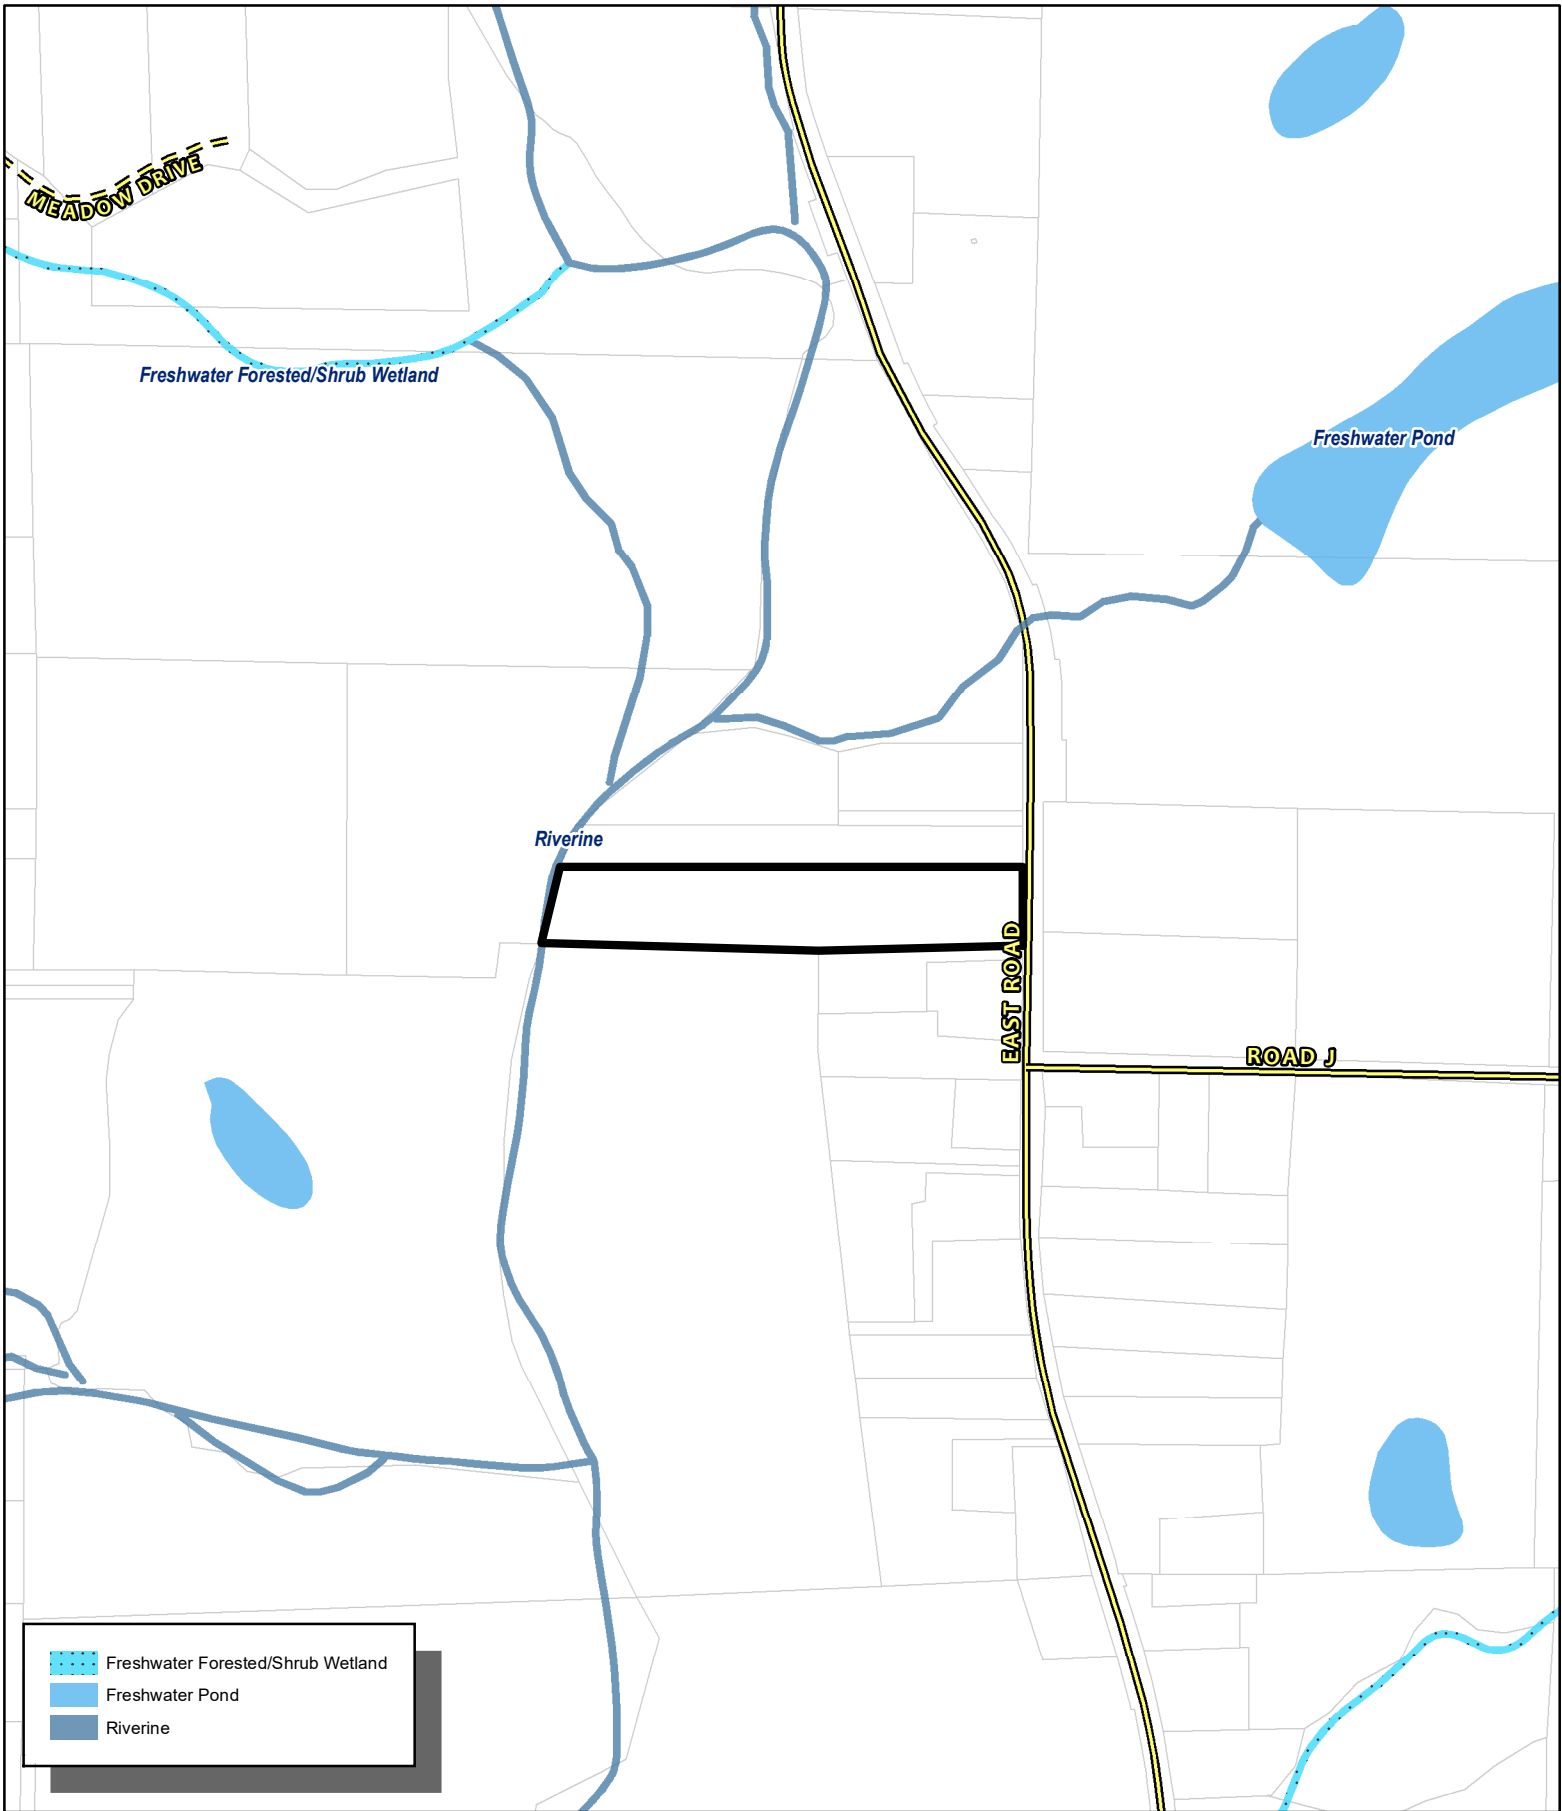 MEADOW DRIVE
Freshwater Forested/Shrub Wetland
Freshwater Pond
Riverine
EAST ROAD
ROAD J
Freshwater Forested/Shrub Wetland
Freshwater Pond
Riverine